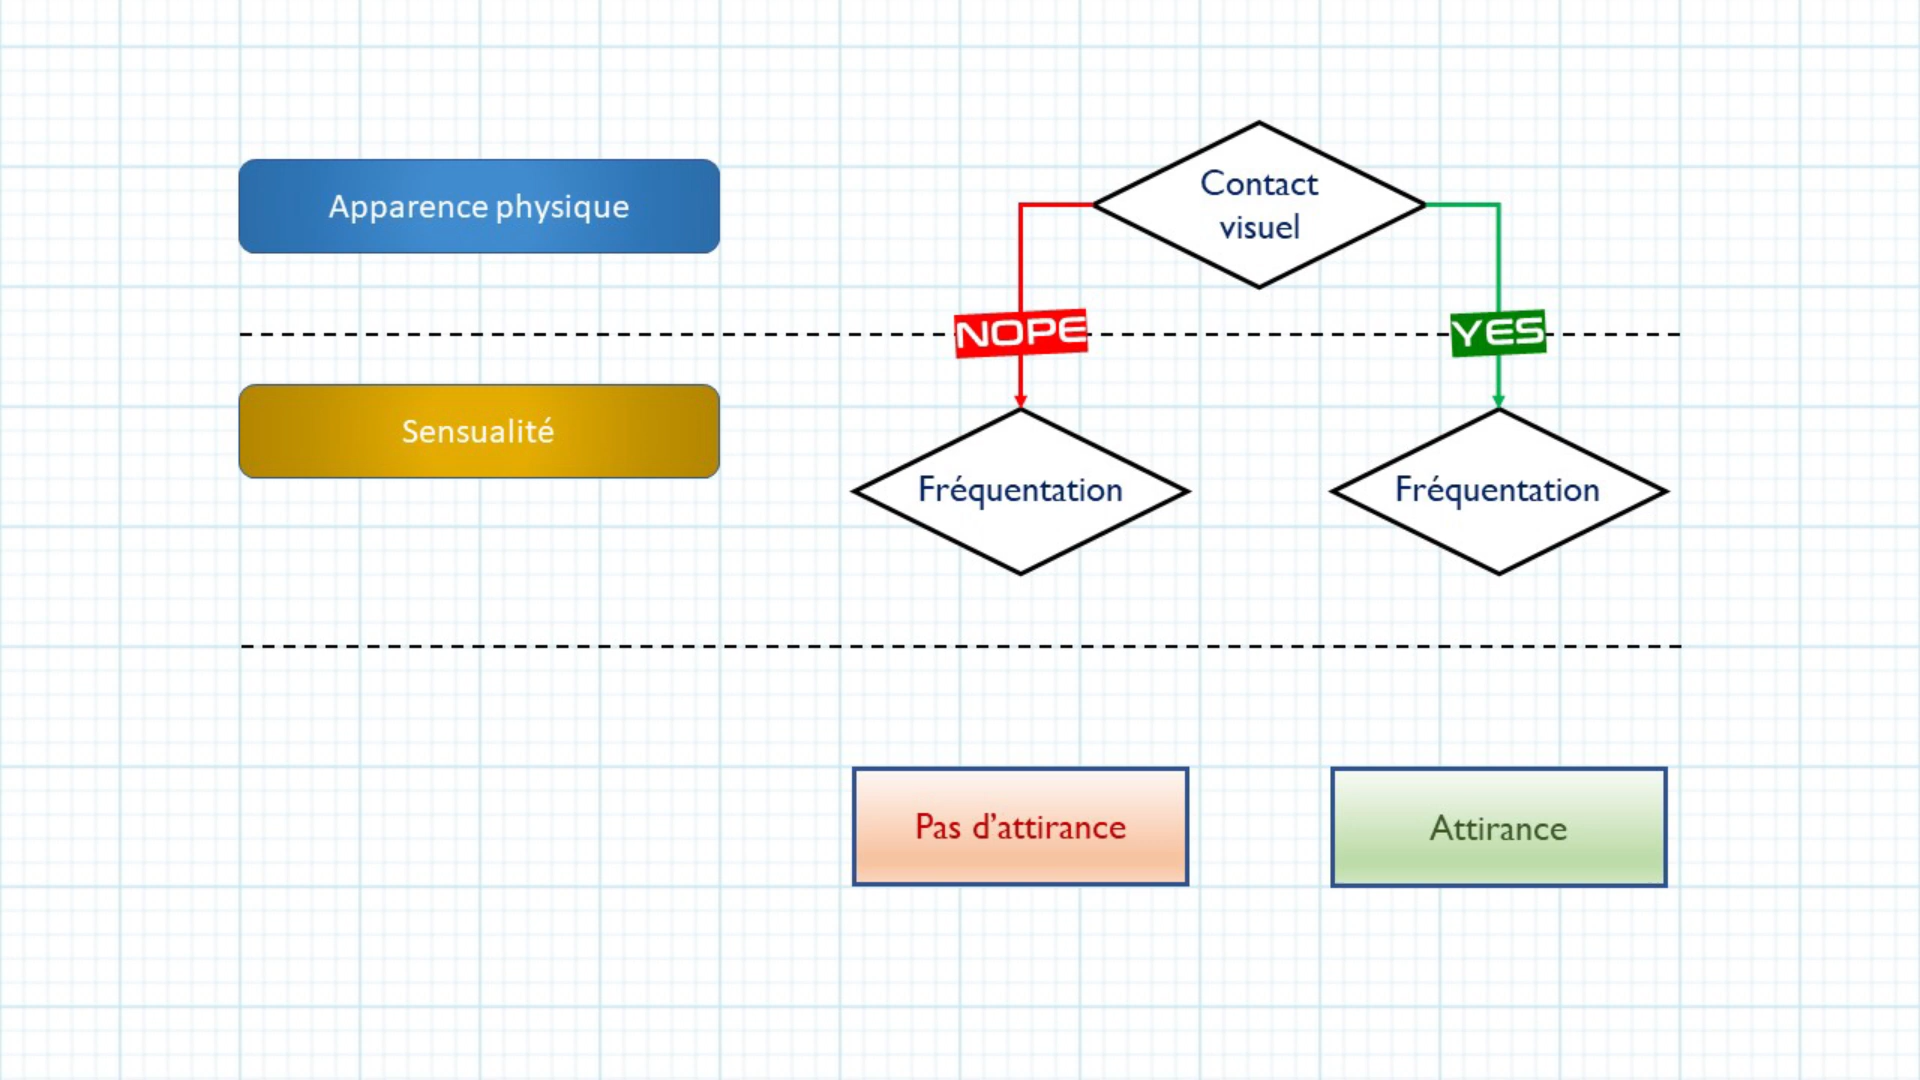 Apparence physique
Contact
visuel
NOPE
YES
Sensualité
Fréquentation
Fréquentation
Pas d’attirance
Attirance